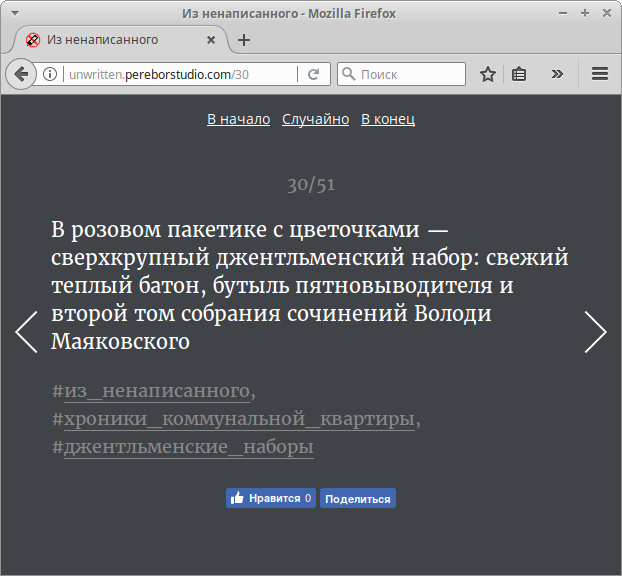 Из ненаписанного - Mozilla Firefox
Из ненаписанного
unwritten.pereborstudio.com/30
Поиск
В начало Случайно В конец
30/51
В розовом пакетике с цветочками —
сверхкрупный джентльменский набор: свежий
теплый батон, бутыль пятновыводителя и
второй том собрания сочинений Володи
Маяковского
#из_ненаписанного,
#хроники_коммунальной_квартиры,
#джентльменские_наборы
Нравится 0 Поделиться